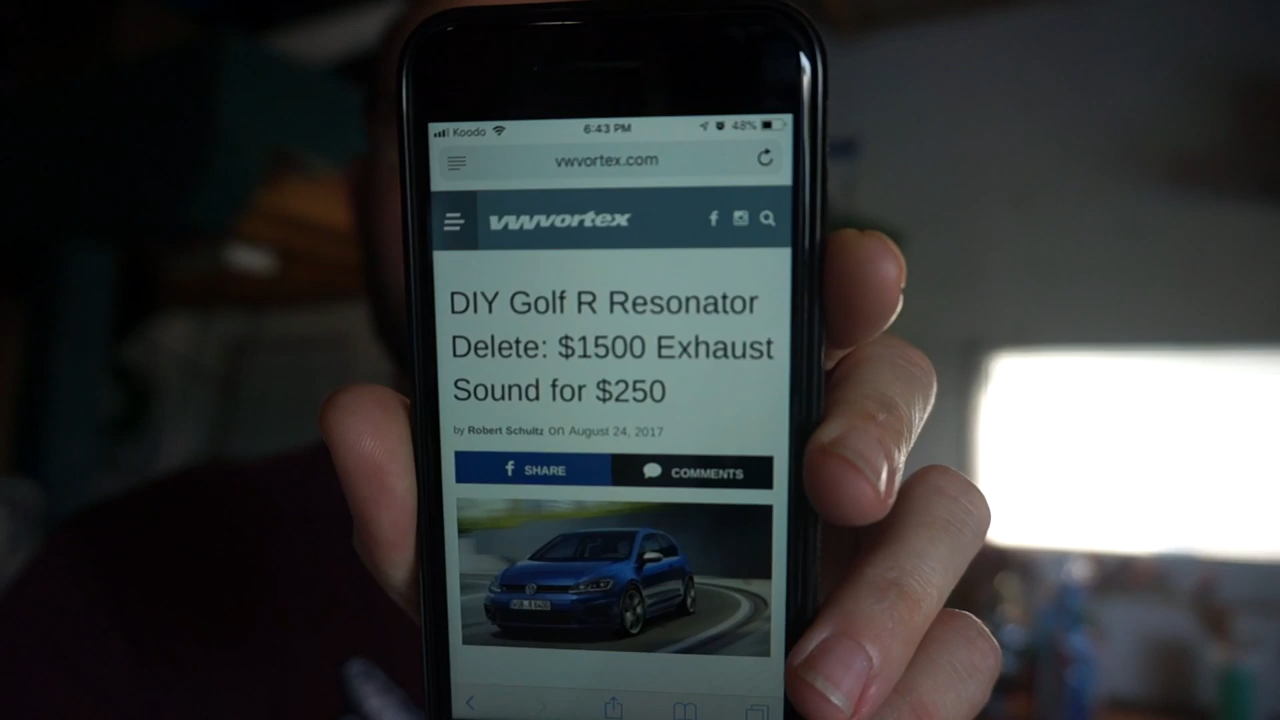 Koodo 6:43 PM 48%
vwvortex.com
vwvortex
DIY Golf R Resonator
Delete: $1500 Exhaust
Sound for $250
by Robert Schultz on August 24, 2017
SHARE COMMENTS